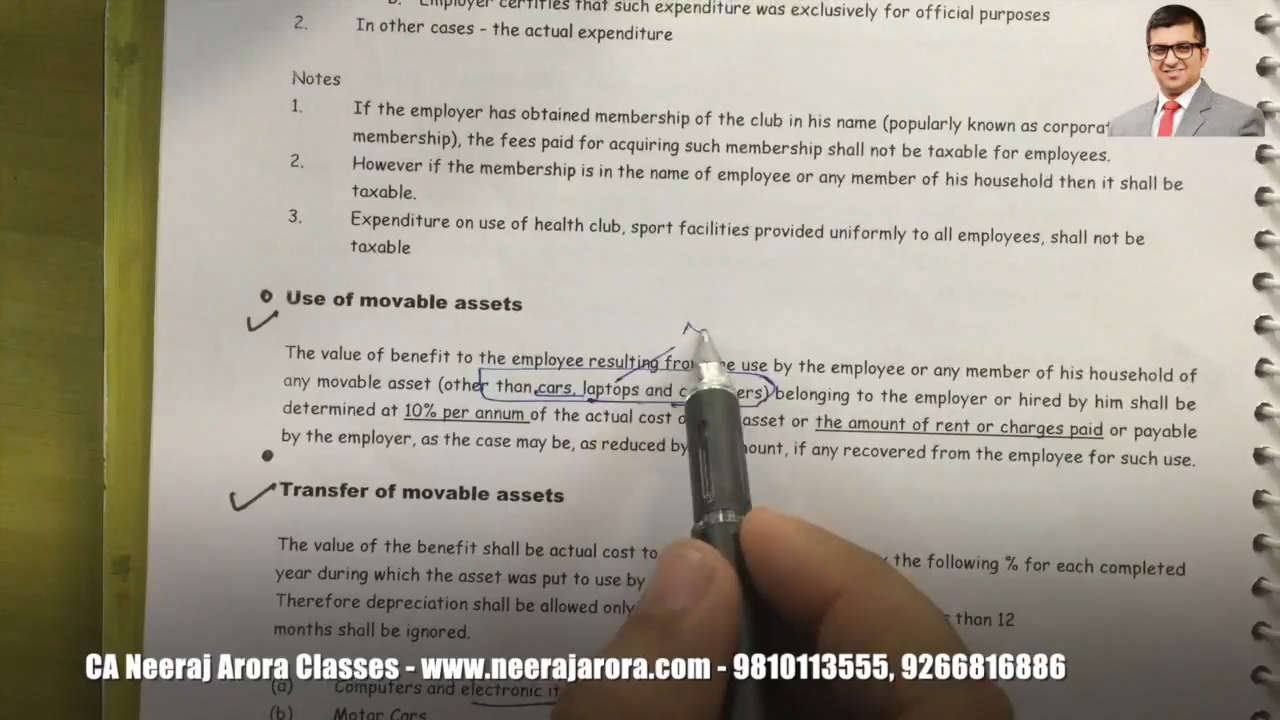 b. Employer certifies that such expenditure was exclusively for official purposes
2. In other cases - the actual expenditure
Notes
1. If the employer has obtained membership of the club in his name (popularly known as corporat
membership), the fees paid for acquiring such membership shall not be taxable for employees.
2. However if the membership is in the name of employee or any member of his household then it shall be
taxable.
3. Expenditure on use of health club, sport facilities provided uniformly to all employees, shall not be
taxable
Use of movable assets
The value of benefit to the employee resulting from use by the employee or any member of his household of
any movable asset (other than cars, laptops and ers) belonging to the employer or hired by him shall be
determined at 10% per annum of the actual cost asset or the amount of rent or charges paid or payable
by the employer, as the case may be, as reduced by ount, if any recovered from the employee for such use.
Transfer of movable assets
The value of the benefit shall be actual cost to the following % for each completed
year during which the asset was put to use by
Therefore depreciation shall be allowed only than 12
months shall be ignored.
CA Neeraj Arora Classes - www.neerajarora.com - 9810113555, 9266816886
(a) Computers and electronic it
(b) Motor Cars